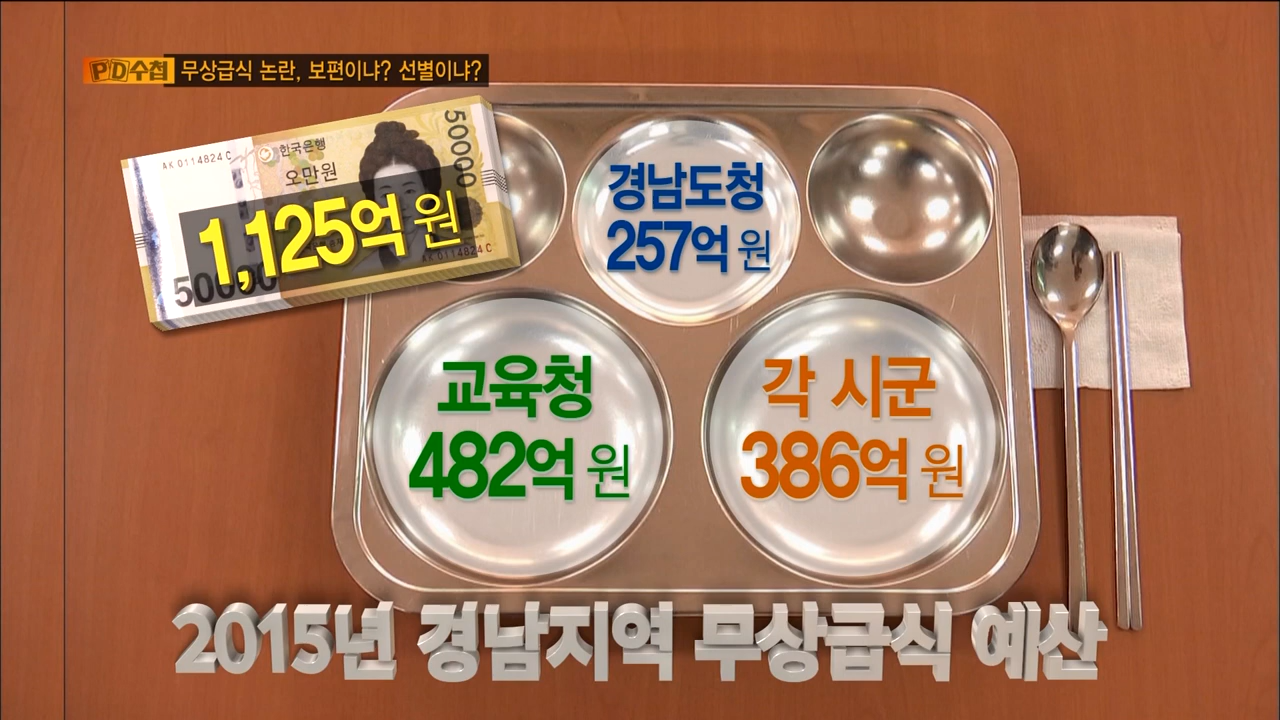 PD수첩 무상급식 논란, 보편이냐? 선별이냐?
AK 0114824 C
한국은행
오만원
50000
1,125억 원
50000
AK 0114824 C
경남도청
257억 원
교육청
482억 원
각 시군
386억 원
2015년 경남지역 무상급식 예산